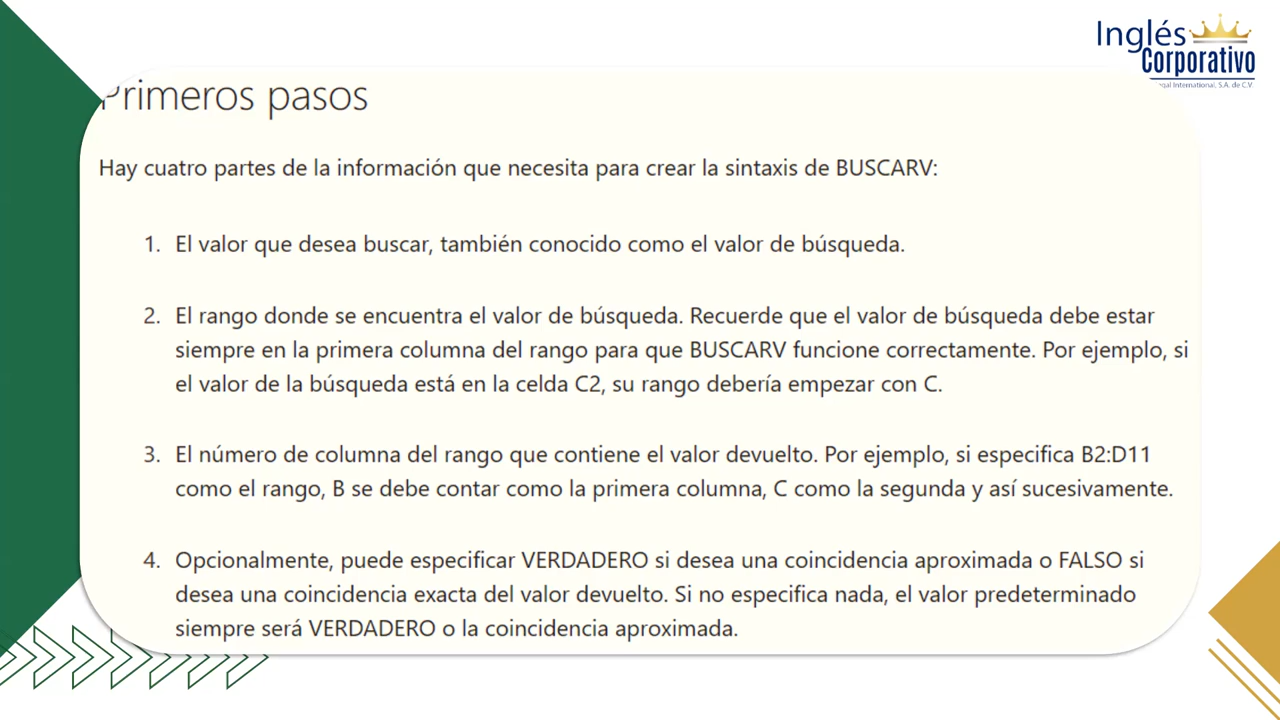 Inglés
Corporativo
gal International, S.A. de C.V.
Primeros pasos
Hay cuatro partes de la información que necesita para crear la sintaxis de BUSCARV:
1. El valor que desea buscar, también conocido como el valor de búsqueda.
2. El rango donde se encuentra el valor de búsqueda. Recuerde que el valor de búsqueda debe estar
siempre en la primera columna del rango para que BUSCARV funcione correctamente. Por ejemplo, si
el valor de la búsqueda está en la celda C2, su rango debería empezar con C.
3. El número de columna del rango que contiene el valor devuelto. Por ejemplo, si especifica B2:D11
como el rango, B se debe contar como la primera columna, C como la segunda y así sucesivamente.
4. Opcionalmente, puede especificar VERDADERO si desea una coincidencia aproximada o FALSO si
desea una coincidencia exacta del valor devuelto. Si no especifica nada, el valor predeterminado
siempre será VERDADERO o la coincidencia aproximada.